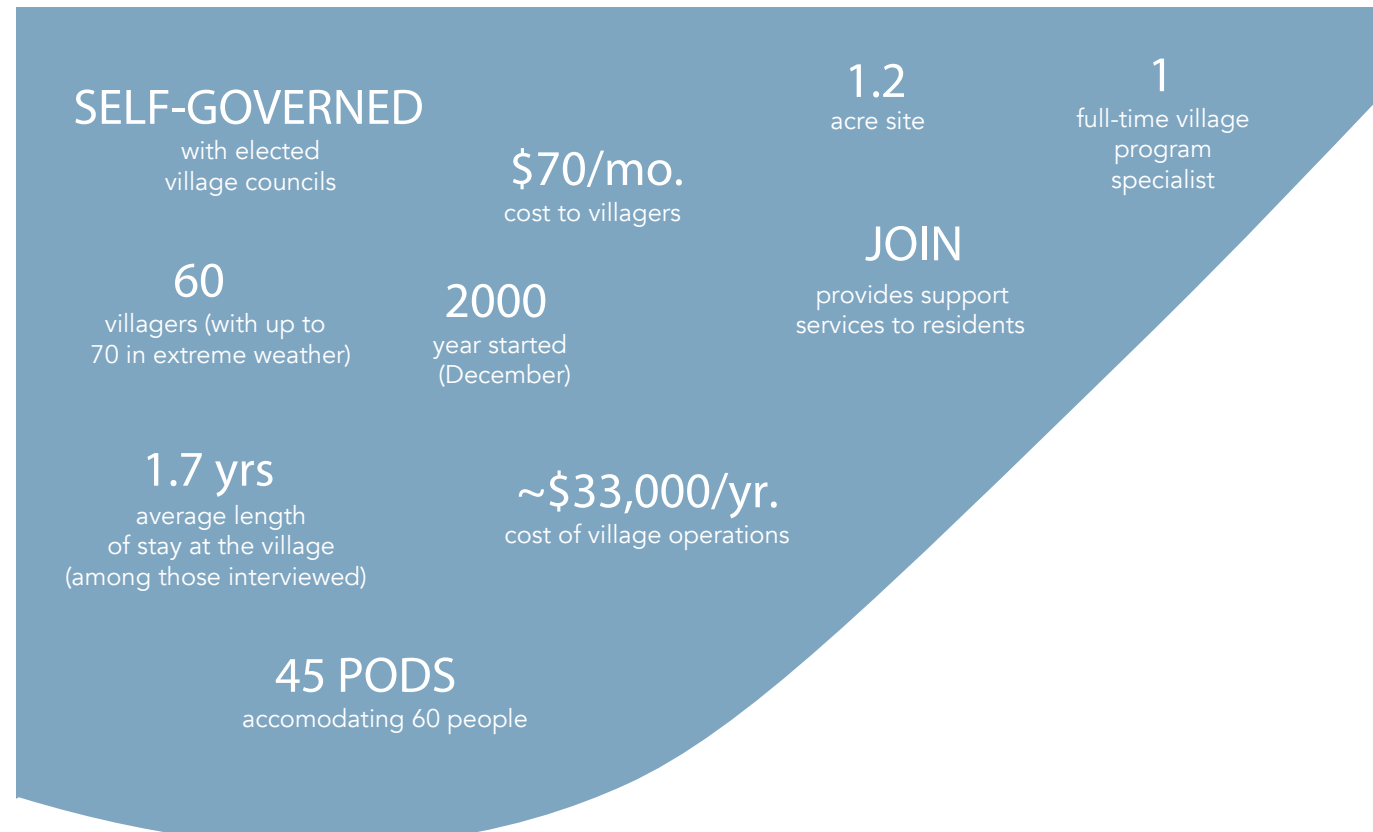 SELF-GOVERNED
with elected
village councils
$70/mo.
cost to villagers
1.2
acre site
1
full-time village
program
specialist
60
villagers (with up to
70 in extreme weather)
2000
year started
(December)
JOIN
provides support
services to residents
1.7 yrs
average length
of stay at the village
(among those interviewed)
~$33,000/yr.
cost of village operations
45 PODS
accomodating 60 people